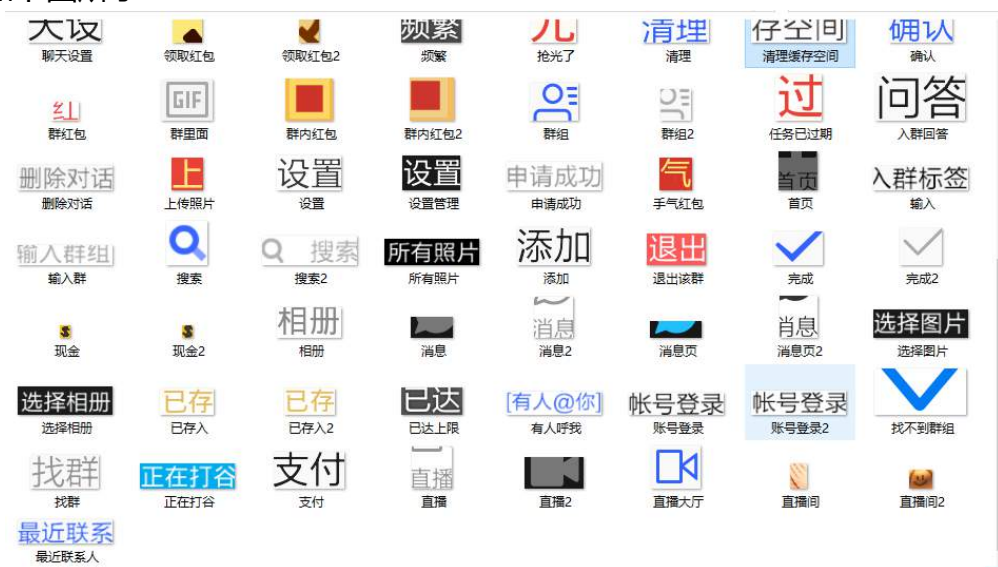 天设 频繁 儿 清理 存空间 确认
聊天设置 领取红包 领取红包2 频繁 抢光了 清理 清理缓存空间 确认
红 GIF 过 问答
群红包 群里面 群内红包 群内红包2 群组 群组2 任务已过期 入群回答
删除对话 上 设置 设置 申请成功 气 首页 入群标签
删除对话 上传照片 设置 设置管理 申请成功 手气红包 首页 输入
输入群组 搜索 所有照片 添加 退出
输入群 搜索 搜索2 所有照片 添加 退出该群 完成 完成2
相册 消息 消息 选择图片
现金 现金2 相册 消息 消息2 消息页 消息页2 选择图片
选择相册 已存 已存 已达 [有人@你] 帐号登录 帐号登录
选择相册 已存入 已存入2 已达上限 有人呼我 账号登录 账号登录2 找不到群组
找群 正在打谷 支付 直播
找群 正在打谷 支付 直播 直播2 直播大厅 直播间 直播间2
最近联系
最近联系人